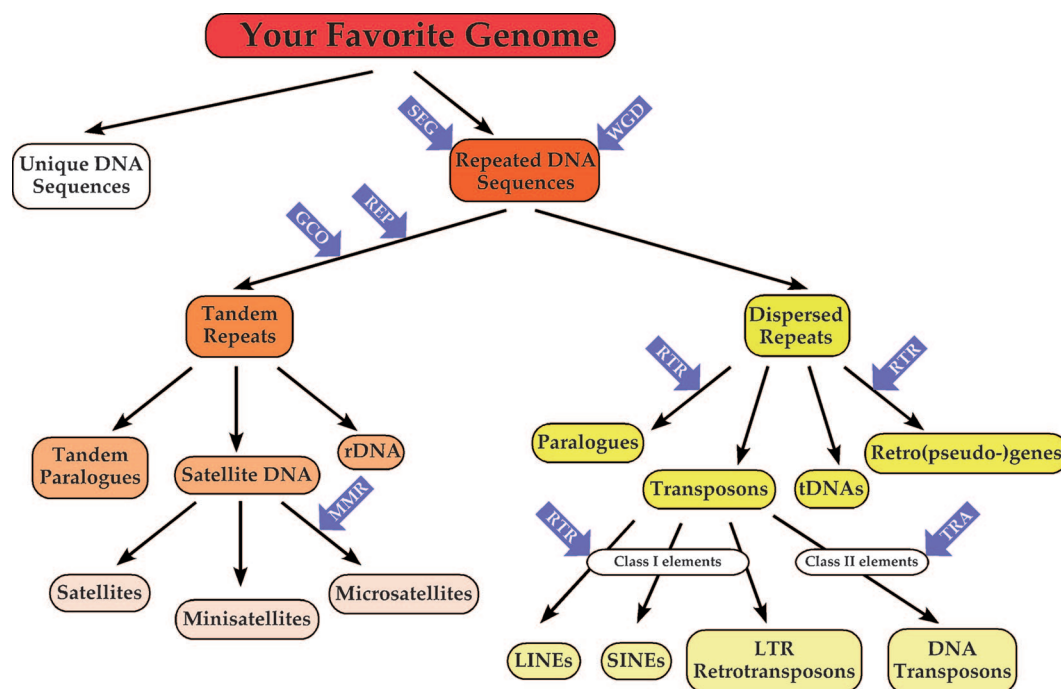 Your Favorite Genome
SEG
WGD
Unique DNA
Sequences
Repeated DNA
Sequences
GCO
REP
Tandem
Repeats
Dispersed
Repeats
RTR
RTR
Tandem
Paralogues
Satellite DNA
rDNA
Paralogues
Transposons
tDNAs
Retro(pseudo-)genes
MMR
RTR
TRA
Class I elements
Class II elements
Satellites
Minisatellites
Microsatellites
LINEs
SINEs
LTR
Retrotransposons
DNA
Transposons